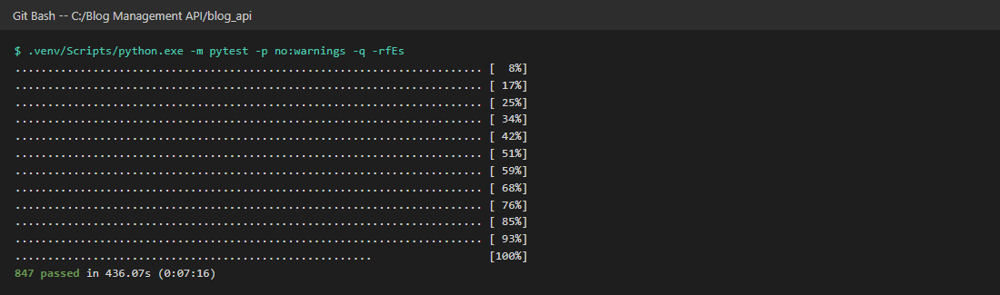 Git Bash -- C:/Blog Management API/blog_api
$ .venv/Scripts/python.exe -m pytest -p no:warnings -q -rfEs
........................................................................ [  8%]
........................................................................ [ 17%]
........................................................................ [ 25%]
........................................................................ [ 34%]
........................................................................ [ 42%]
........................................................................ [ 51%]
........................................................................ [ 59%]
........................................................................ [ 68%]
........................................................................ [ 76%]
........................................................................ [ 85%]
........................................................................ [ 93%]
.......................................................                  [100%]
847 passed in 436.07s (0:07:16)